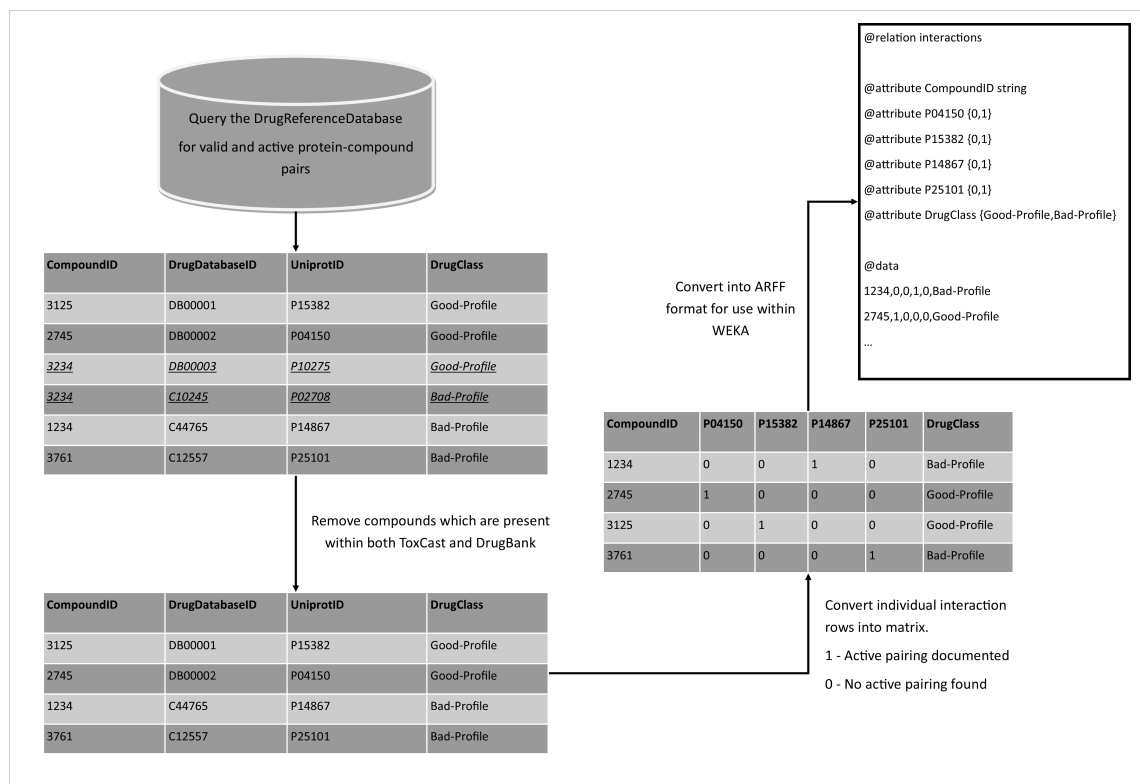 Query the DrugReferenceDatabase
for valid and active protein-compound
pairs
CompoundID DrugDatabaseID UniprotID DrugClass
3125 DB00001 P15382 Good-Profile
2745 DB00002 P04150 Good-Profile
3234 DB00003 P10275 Good-Profile
3234 C10245 P02708 Bad-Profile
1234 C44765 P14867 Bad-Profile
3761 C12557 P25101 Bad-Profile
Remove compounds which are present
within both ToxCast and DrugBank
CompoundID DrugDatabaseID UniprotID DrugClass
3125 DB00001 P15382 Good-Profile
2745 DB00002 P04150 Good-Profile
1234 C44765 P14867 Bad-Profile
3761 C12557 P25101 Bad-Profile
Convert individual interaction
rows into matrix.
1 - Active pairing documented
0 - No active pairing found
CompoundID P04150 P15382 P14867 P25101 DrugClass
1234 0 0 1 0 Bad-Profile
2745 1 0 0 0 Good-Profile
3125 0 1 0 0 Good-Profile
3761 0 0 0 1 Bad-Profile
Convert into ARFF
format for use within
WEKA
@relation interactions
@attribute CompoundID string
@attribute P04150 {0,1}
@attribute P15382 {0,1}
@attribute P14867 {0,1}
@attribute P25101 {0,1}
@attribute DrugClass {Good-Profile,Bad-Profile}
@data
1234,0,0,1,0,Bad-Profile
2745,1,0,0,0,Good-Profile
...